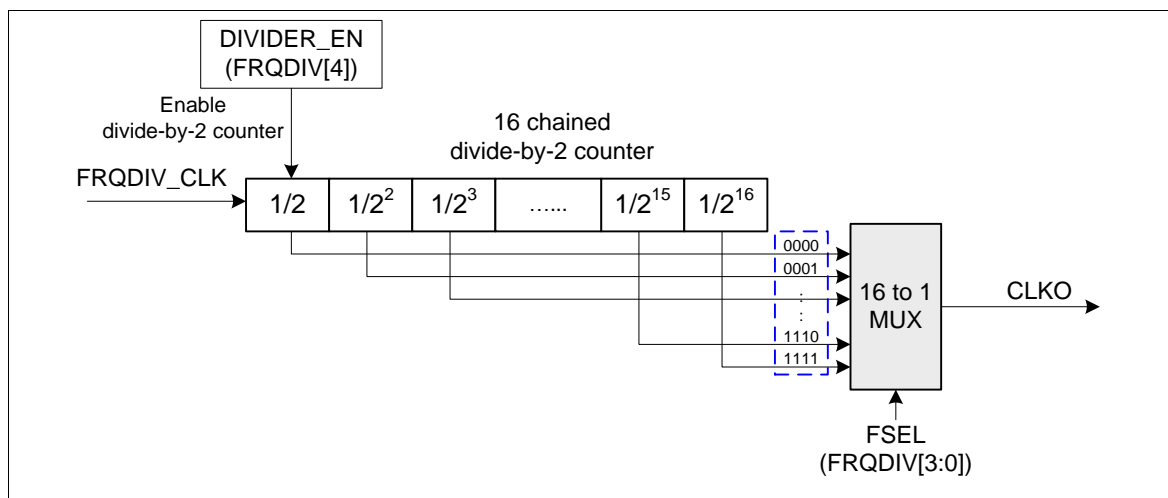 DIVIDER_EN
(FRQDIV[4])
Enable
divide-by-2 counter
16 chained
divide-by-2 counter
FRQDIV_CLK
1/2 1/2² 1/2³ …... 1/2¹⁵ 1/2¹⁶
0000
0001
:
:
1110
1111
16 to 1
MUX
CLKO
FSEL
(FRQDIV[3:0])